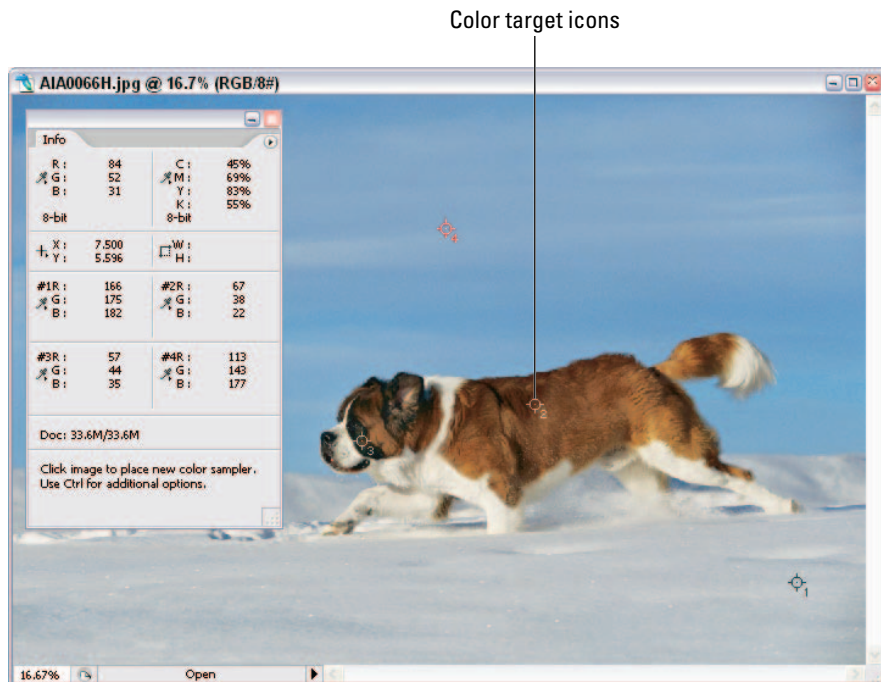 Color target icons
AIA0066H.jpg @ 16.7% (RGB/8#)
Info
R: 84
G: 52
B: 31
8-bit
C: 45%
M: 69%
Y: 83%
K: 55%
8-bit
X: 7.500
Y: 5.596
W:
H:
#1R: 166
G: 175
B: 182
#2R: 67
G: 38
B: 22
#3R: 57
G: 44
B: 35
#4R: 113
G: 143
B: 177
Doc: 33.6M/33.6M
Click image to place new color sampler.
Use Ctrl for additional options.
2
3
1
16.67% Open